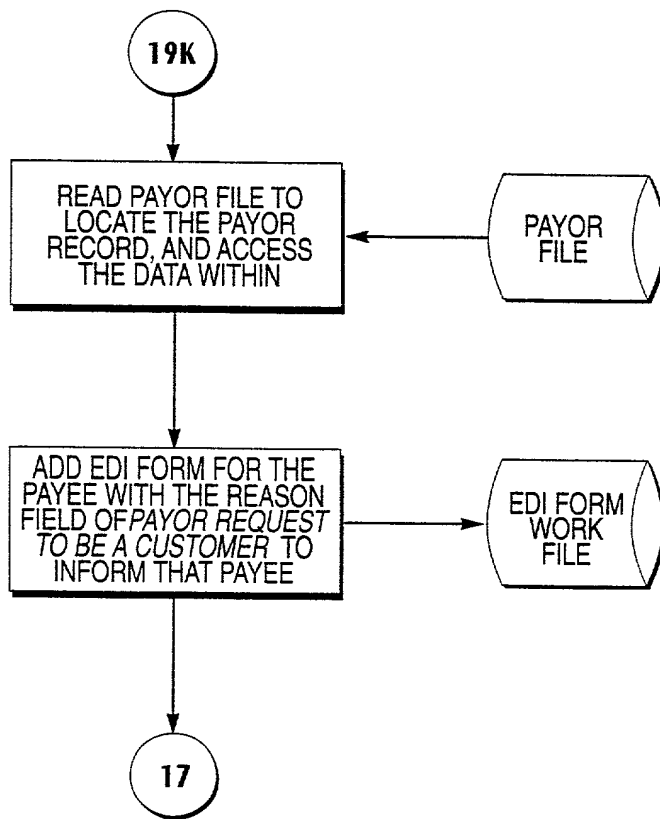 19K
READ PAYOR FILE TO
LOCATE THE PAYOR
RECORD, AND ACCESS
THE DATA WITHIN
PAYOR
FILE
ADD EDI FORM FOR THE
PAYEE WITH THE REASON
FIELD OF PAYOR REQUEST
TO BE A CUSTOMER TO
INFORM THAT PAYEE
EDI FORM
WORK
FILE
17